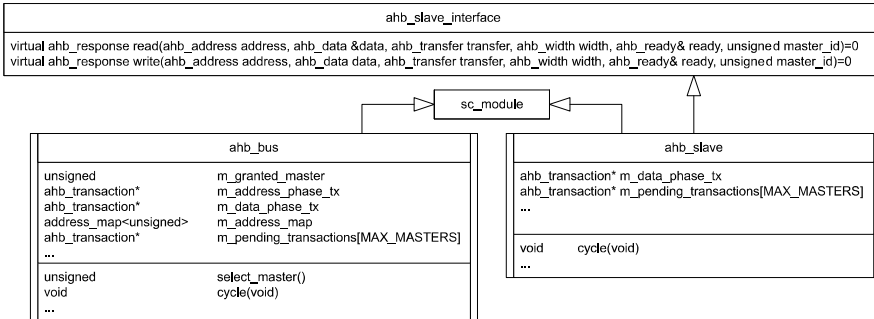 ahb_slave_interface
virtual ahb_response read(ahb_address address, ahb_data &data, ahb_transfer transfer, ahb_width width, ahb_ready& ready, unsigned master_id)=0
virtual ahb_response write(ahb_address address, ahb_data data, ahb_transfer transfer, ahb_width width, ahb_ready& ready, unsigned master_id)=0
sc_module
ahb_bus
unsigned m_granted_master
ahb_transaction* m_address_phase_tx
ahb_transaction* m_data_phase_tx
address_map<unsigned> m_address_map
ahb_transaction* m_pending_transactions[MAX_MASTERS]
...
unsigned select_master()
void cycle(void)
...
ahb_slave
ahb_transaction* m_data_phase_tx
ahb_transaction* m_pending_transactions[MAX_MASTERS]
...
void cycle(void)
...